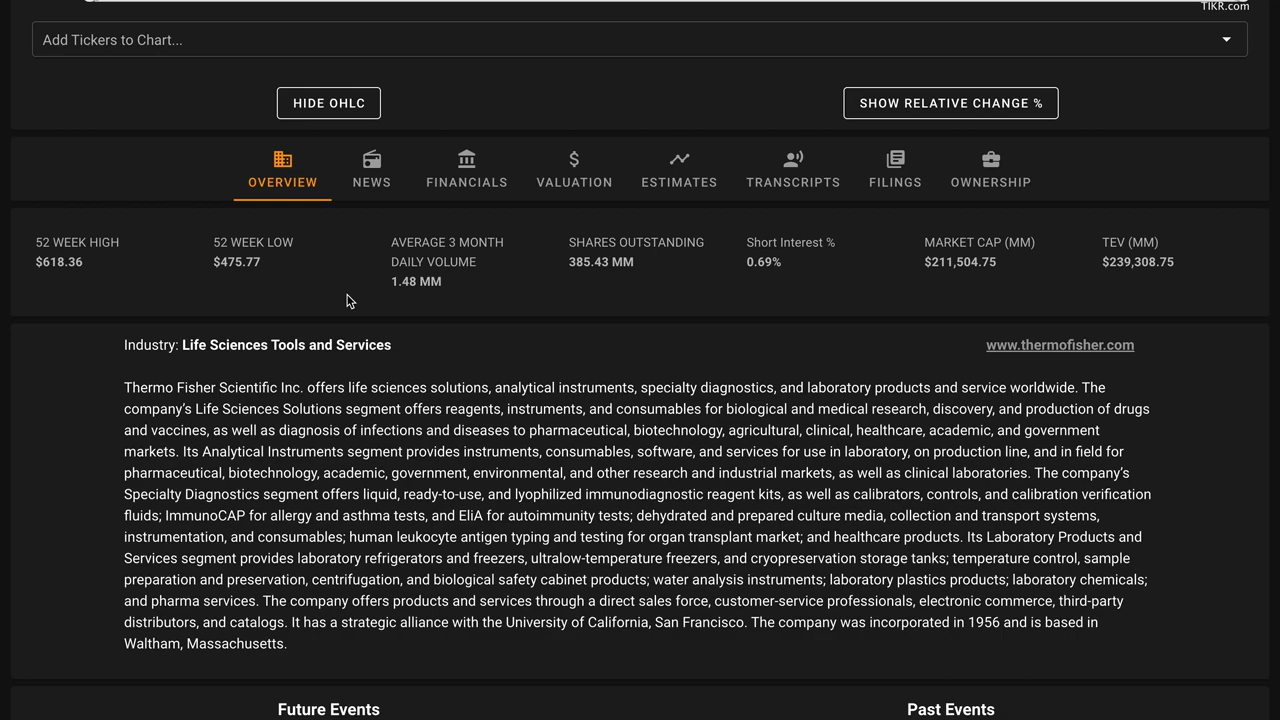 TIKR.com
Add Tickers to Chart...
HIDE OHLC
SHOW RELATIVE CHANGE %
OVERVIEW
NEWS
FINANCIALS
VALUATION
ESTIMATES
TRANSCRIPTS
FILINGS
OWNERSHIP
52 WEEK HIGH
$618.36
52 WEEK LOW
$475.77
AVERAGE 3 MONTH
DAILY VOLUME
1.48 MM
SHARES OUTSTANDING
385.43 MM
Short Interest %
0.69%
MARKET CAP (MM)
$211,504.75
TEV (MM)
$239,308.75
Industry: Life Sciences Tools and Services
www.thermofisher.com
Thermo Fisher Scientific Inc. offers life sciences solutions, analytical instruments, specialty diagnostics, and laboratory products and service worldwide. The
company's Life Sciences Solutions segment offers reagents, instruments, and consumables for biological and medical research, discovery, and production of drugs
and vaccines, as well as diagnosis of infections and diseases to pharmaceutical, biotechnology, agricultural, clinical, healthcare, academic, and government
markets. Its Analytical Instruments segment provides instruments, consumables, software, and services for use in laboratory, on production line, and in field for
pharmaceutical, biotechnology, academic, government, environmental, and other research and industrial markets, as well as clinical laboratories. The company's
Specialty Diagnostics segment offers liquid, ready-to-use, and lyophilized immunodiagnostic reagent kits, as well as calibrators, controls, and calibration verification
fluids; ImmunoCAP for allergy and asthma tests, and EliA for autoimmunity tests; dehydrated and prepared culture media, collection and transport systems,
instrumentation, and consumables; human leukocyte antigen typing and testing for organ transplant market; and healthcare products. Its Laboratory Products and
Services segment provides laboratory refrigerators and freezers, ultralow-temperature freezers, and cryopreservation storage tanks; temperature control, sample
preparation and preservation, centrifugation, and biological safety cabinet products; water analysis instruments; laboratory plastics products; laboratory chemicals;
and pharma services. The company offers products and services through a direct sales force, customer-service professionals, electronic commerce, third-party
distributors, and catalogs. It has a strategic alliance with the University of California, San Francisco. The company was incorporated in 1956 and is based in
Waltham, Massachusetts.
Future Events
Past Events